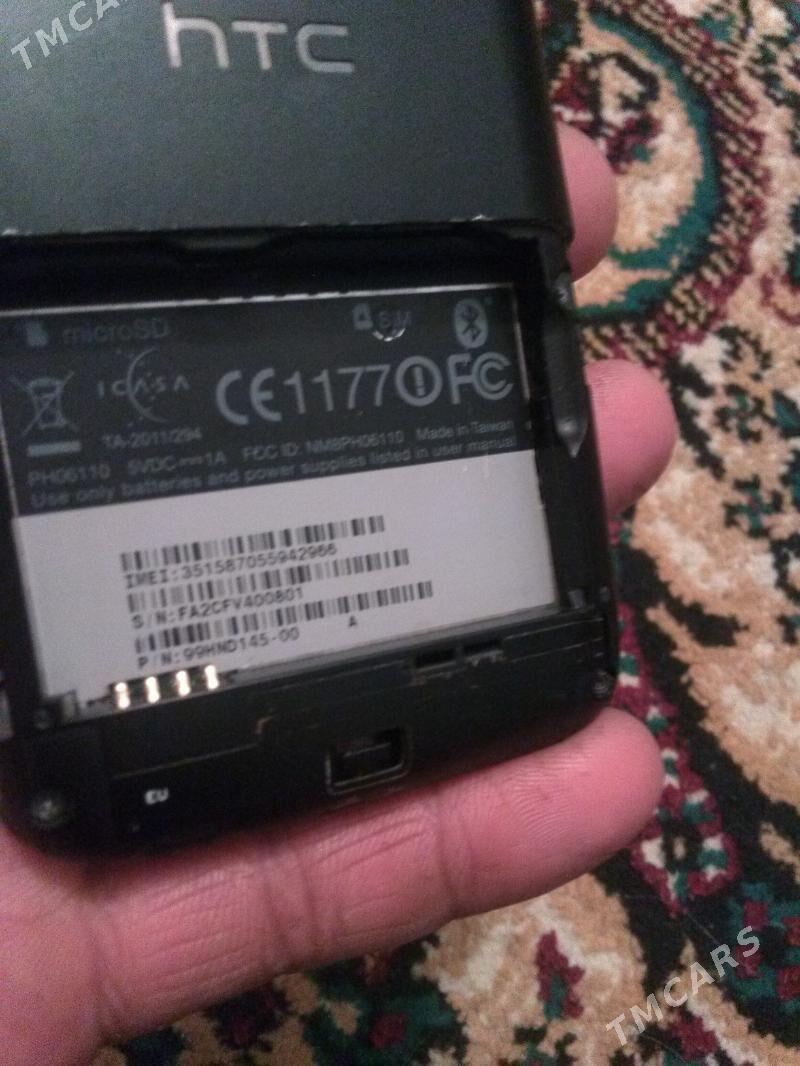 TMCARS
hTC
microSD
SIM
ICASA
CE1177
FC
TA-2011/294
PH06110 5VDC⎓1A FCC ID: NM8PH06110 Made in Taiwan
Use only batteries and power supplies listed in user manual
IMEI:351587055942966
S/N:FA2CFV400801
P/N:99HND145-00 A
EU
TMCARS